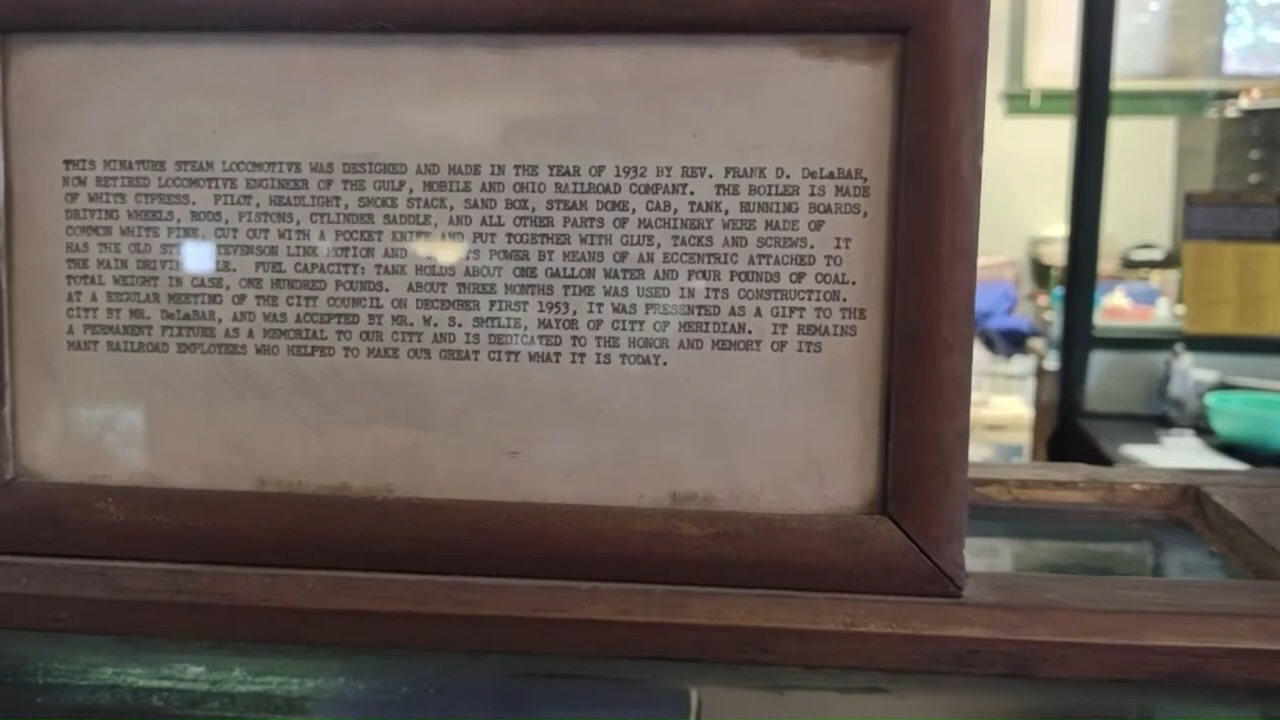 THIS MINATURE STEAM LOCOMOTIVE WAS DESIGNED AND MADE IN THE YEAR OF 1932 BY REV. FRANK D. DeLaBAR,
NOW RETIRED LOCOMOTIVE ENGINEER OF THE GULF, MOBILE AND OHIO RAILROAD COMPANY. THE BOILER IS MADE
OF WHITE CYPRESS. PILOT, HEADLIGHT, SMOKE STACK, SAND BOX, STEAM DOME, CAB, TANK, RUNNING BOARDS,
DRIVING WHEELS, RODS, PISTONS, CYLINDER SADDLE, AND ALL OTHER PARTS OF MACHINERY WERE MADE OF
COMMON WHITE PINE, CUT OUT WITH A POCKET KNIFE AND PUT TOGETHER WITH GLUE, TACKS AND SCREWS. IT
HAS THE OLD TEVENSON LINK MOTION AND POWER BY MEANS OF AN ECCENTRIC ATTACHED TO
THE MAIN FUEL CAPACITY: TANK HOLDS ABOUT ONE GALLON WATER AND FOUR POUNDS OF COAL.
TOTAL WEIGHT IN CASE, ONE HUNDRED POUNDS. ABOUT THREE MONTHS TIME WAS USED IN ITS CONSTRUCTION.
AT A REGULAR MEETING OF THE CITY COUNCIL ON DECEMBER FIRST 1953, IT WAS PRESENTED AS A GIFT TO THE
CITY BY MR. DeLaBAR, AND WAS ACCEPTED BY MR. W. S. SMYLIE, MAYOR OF CITY OF MERIDIAN. IT REMAINS
A PERMANENT FIXTURE AS A MEMORIAL TO OUR CITY AND IS DEDICATED TO THE HONOR AND MEMORY OF ITS
MANY RAILROAD EMPLOYEES WHO HELPED TO MAKE OUR GREAT CITY WHAT IT IS TODAY.